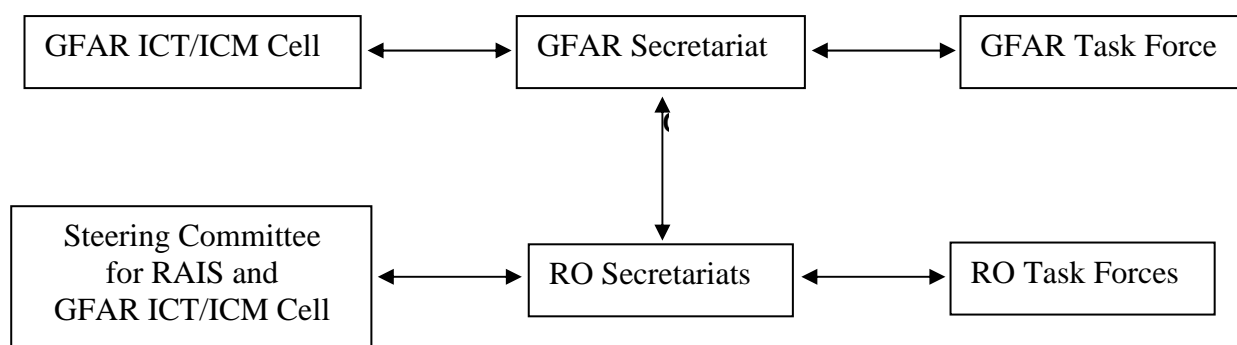 GFAR ICT/ICM Cell
GFAR Secretariat
GFAR Task Force
Steering Committee
for RAIS and
GFAR ICT/ICM Cell
RO Secretariats
RO Task Forces